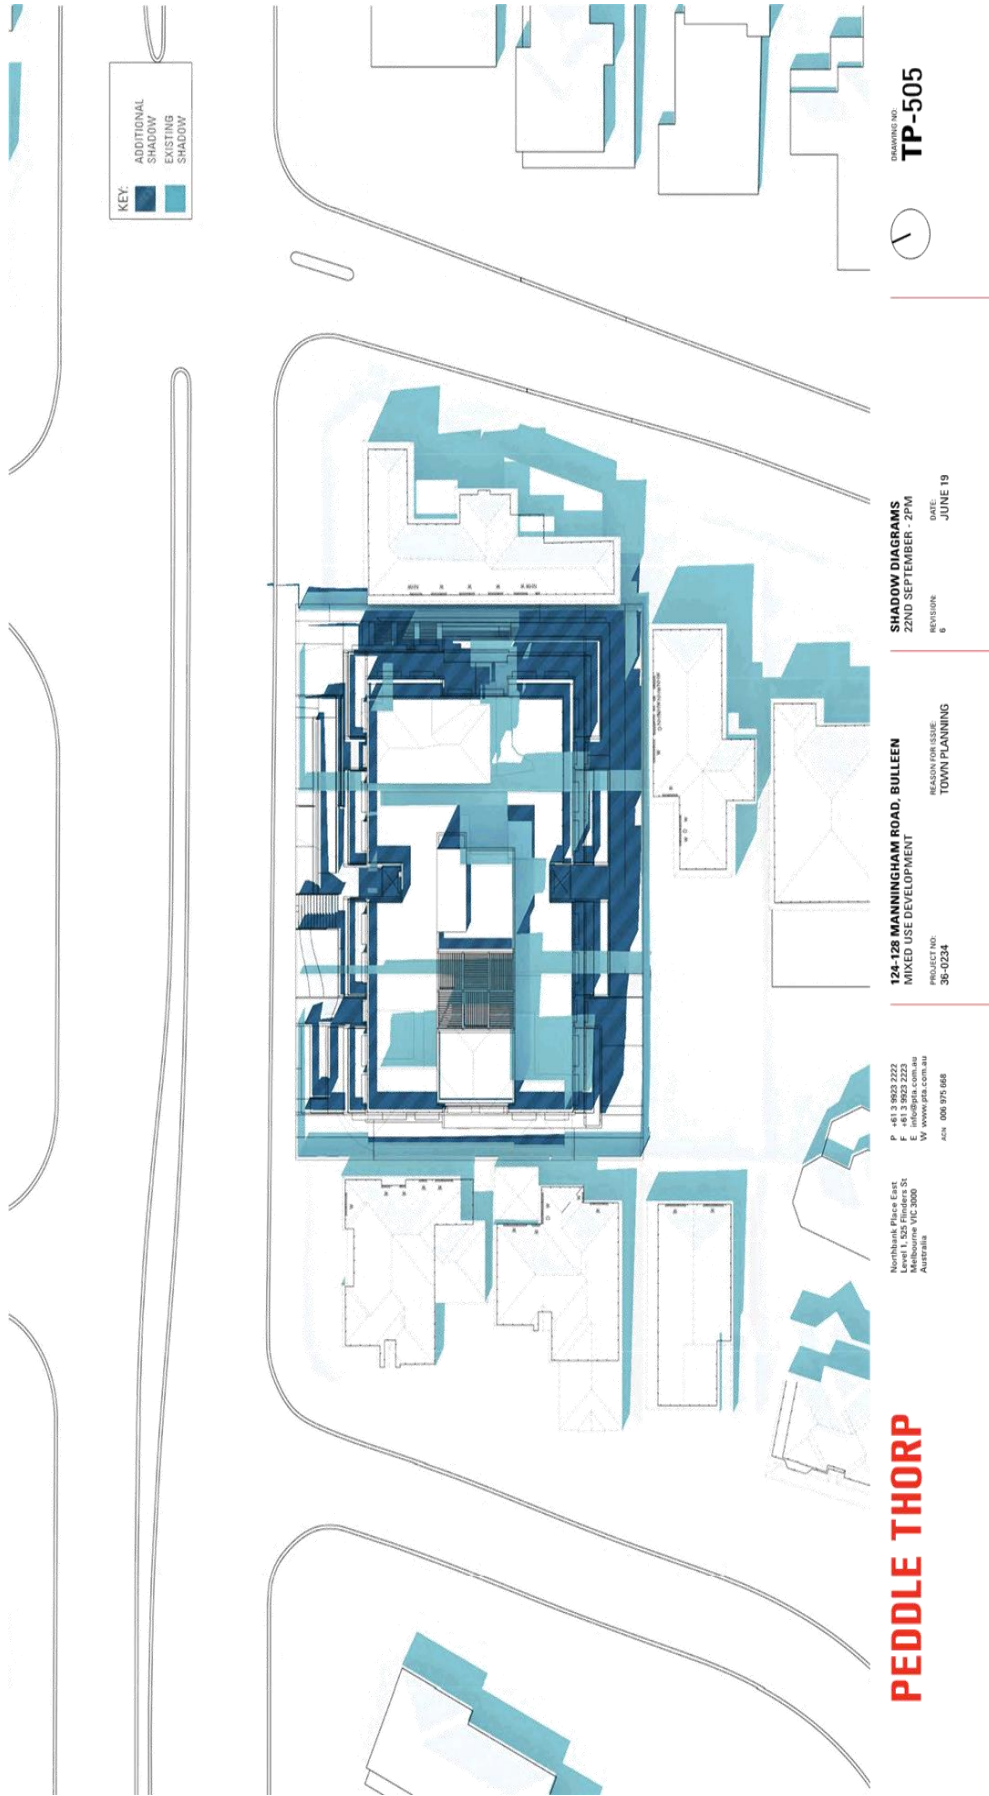 KEY:
ADDITIONAL
SHADOW
EXISTING
SHADOW
PEDDLE THORP
Northbank Place East
Level 1, 525 Flinders St
Melbourne VIC 3000
Australia
P +61 3 9923 2222
F +61 3 9923 2223
E info@pta.com.au
W www.pta.com.au
ACN 006 975 668
124-128 MANNINGHAM ROAD, BULLEEN
MIXED USE DEVELOPMENT
PROJECT NO:
36-0234
REASON FOR ISSUE:
TOWN PLANNING
SHADOW DIAGRAMS
22ND SEPTEMBER - 2PM
REVISION:
6
DATE:
JUNE 19
DRAWING NO:
TP-505